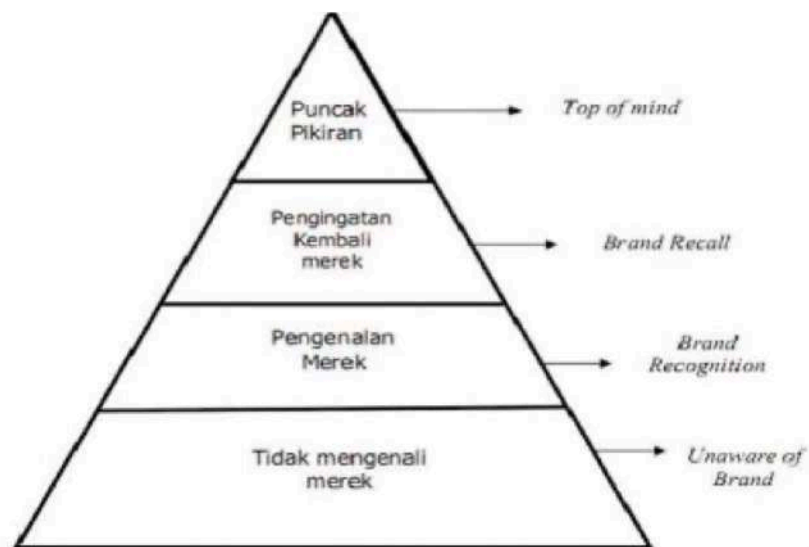 Puncak
Pikiran
Top of mind
Pengingatan
Kembali
merek
Brand Recall
Pengenalan
Merek
Brand
Recognition
Tidak mengenali
merek
Unaware of
Brand